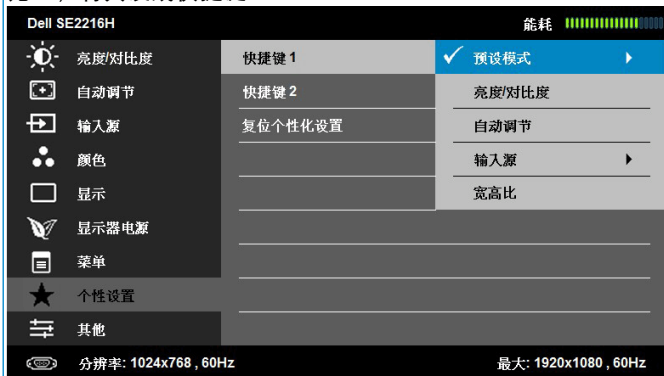 Dell SE2216H
能耗
亮度/对比度
自动调节
输入源
颜色
显示
显示器电源
菜单
个性设置
其他
快捷键 1
快捷键 2
复位个性化设置
预设模式
亮度/对比度
自动调节
输入源
宽高比
分辨率: 1024x768 , 60Hz
最大: 1920x1080 , 60Hz